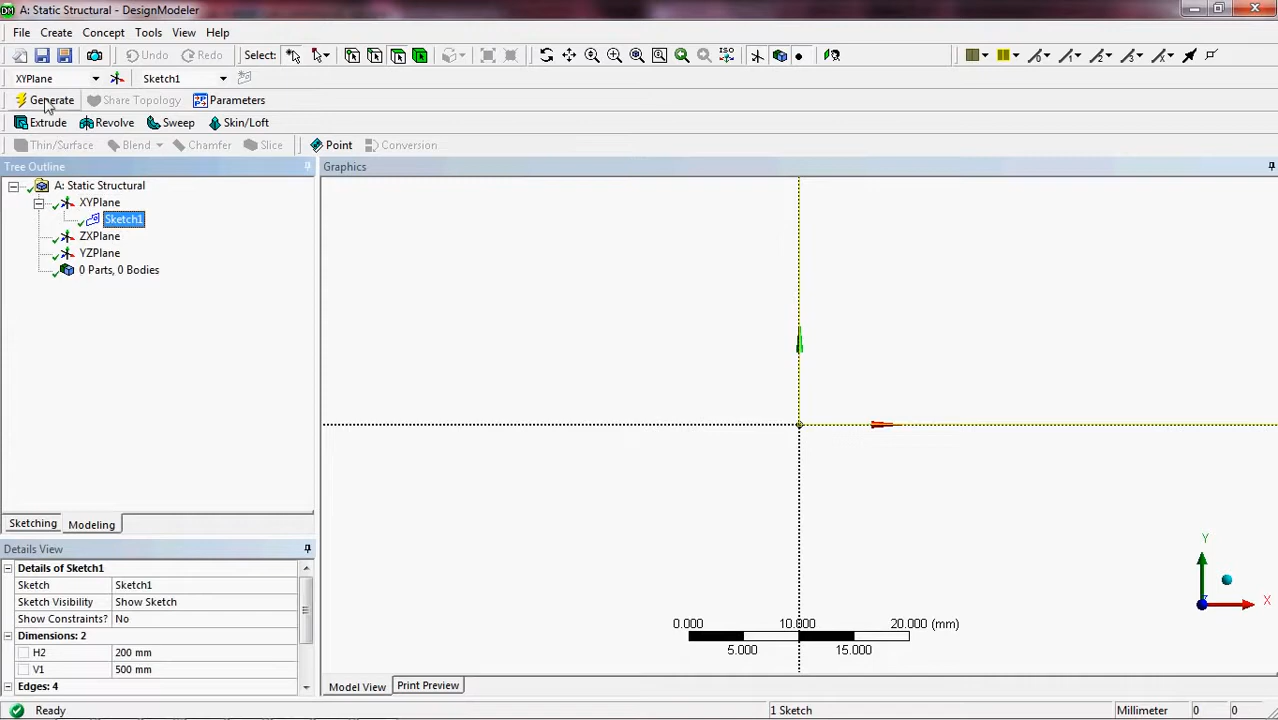 A: Static Structural - DesignModeler
File Create Concept Tools View Help
Undo Redo Select:
XYPlane Sketch1
Generate Share Topology Parameters
Extrude Revolve Sweep Skin/Loft
Thin/Surface Blend Chamfer Slice Point Conversion
Tree Outline
Graphics
A: Static Structural
XYPlane
Sketch1
ZXPlane
YZPlane
0 Parts, 0 Bodies
Y
X
0.000 10.000 20.000 (mm)
5.000 15.000
Sketching Modeling
Details View
Details of Sketch1
Sketch Sketch1
Sketch Visibility Show Sketch
Show Constraints? No
Dimensions: 2
H2 200 mm
V1 500 mm
Edges: 4
Model View Print Preview
Ready 1 Sketch Millimeter 0 0